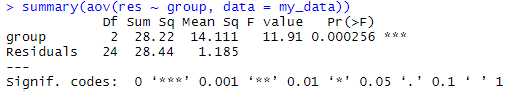 > summary(aov(res ~ group, data = my_data))
            Df Sum Sq Mean Sq F value   Pr(>F)
group        2  28.22  14.111   11.91 0.000256 ***
Residuals   24  28.44   1.185
---
Signif. codes:  0 ‘***’ 0.001 ‘**’ 0.01 ‘*’ 0.05 ‘.’ 0.1 ‘ ’ 1